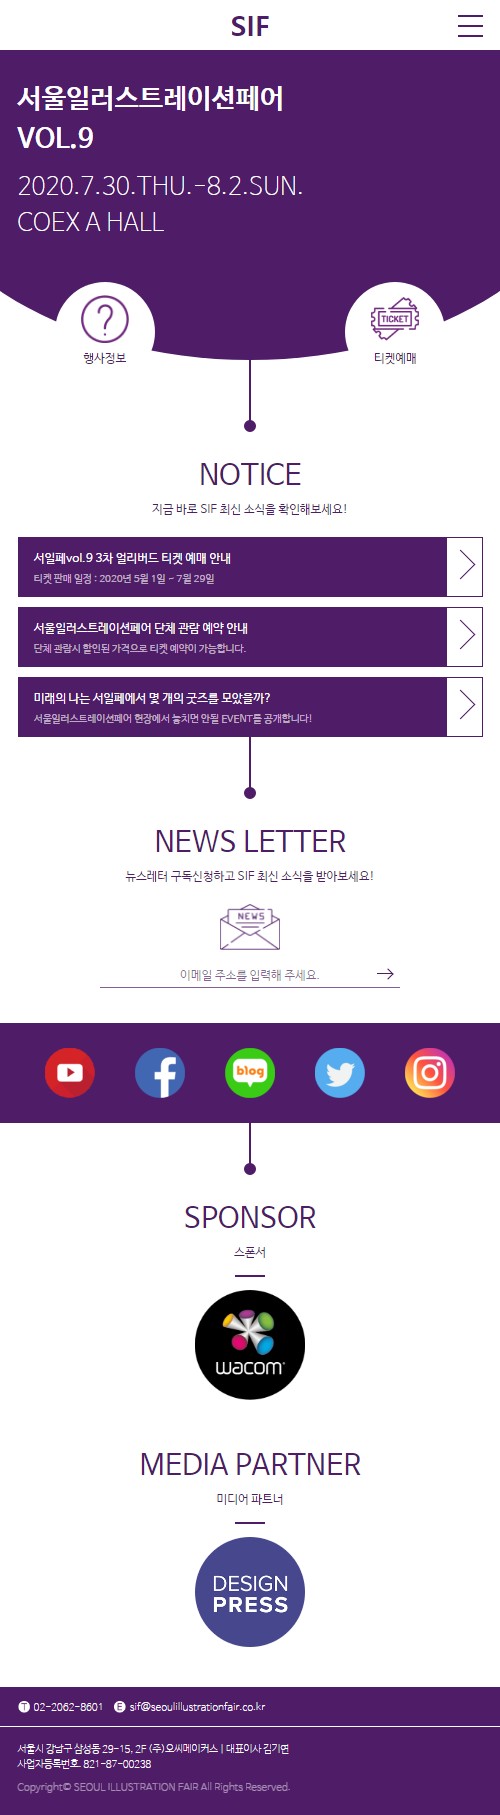 SIF
서울일러스트레이션페어
VOL.9
2020.7.30.THU.-8.2.SUN.
COEX A HALL
?
TICKET
행사정보
티켓예매
NOTICE
지금 바로 SIF 최신 소식을 확인해보세요!
서일페vol.9 3차 얼리버드 티켓 예매 안내
티켓 판매 일정 : 2020년 5월 1일 ~ 7월 29일
서울일러스트레이션페어 단체 관람 예약 안내
단체 관람시 할인된 가격으로 티켓 예약이 가능합니다.
미래의 나는 서일페에서 몇 개의 굿즈를 모았을까?
서울일러스트레이션페어 현장에서 놓치면 안될 EVENT를 공개합니다!
NEWS LETTER
뉴스레터 구독신청하고 SIF 최신 소식을 받아보세요!
NEWS
이메일 주소를 입력해 주세요.
blog
SPONSOR
스폰서
wacom
MEDIA PARTNER
미디어 파트너
DESIGN
PRESS
T 02-2062-8601 E sif@seoulillustrationfair.co.kr
서울시 강남구 삼성동 29-15, 2F (주)오씨메이커스 | 대표이사 김기연
사업자등록번호. 821-87-00238
Copyright© SEOUL ILLUSTRATION FAIR All Rights Reserved.